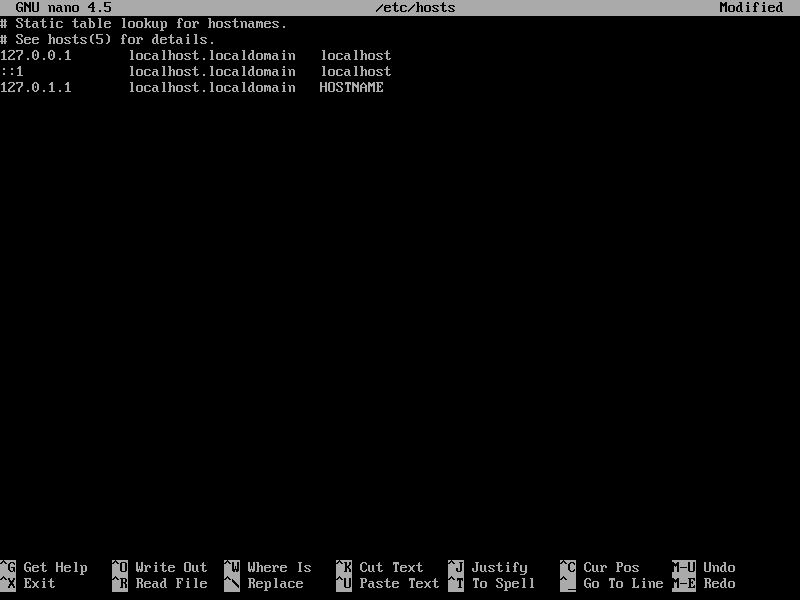 GNU nano 4.5 /etc/hosts Modified
# Static table lookup for hostnames.
# See hosts(5) for details.
127.0.0.1 localhost.localdomain localhost
::1 localhost.localdomain localhost
127.0.1.1 localhost.localdomain HOSTNAME
^G Get Help ^O Write Out ^W Where Is ^K Cut Text ^J Justify ^C Cur Pos M-U Undo
^X Exit ^R Read File ^\ Replace ^U Paste Text ^T To Spell ^_ Go To Line M-E Redo